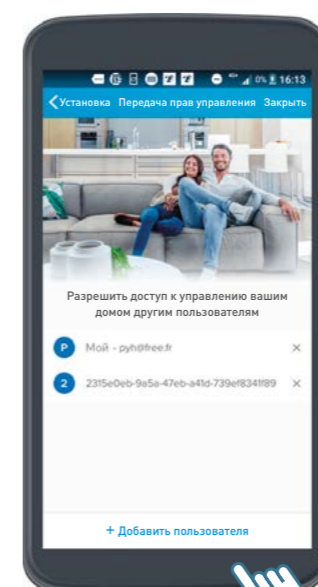 0% 16:13
Установка Передача прав управления Закрыть
Разрешить доступ к управлению вашим
домом другим пользователям
P Мой - pyh@free.fr ×
2 2315e0eb-9a5a-47eb-a41d-739ef8341f89 ×
+ Добавить пользователя